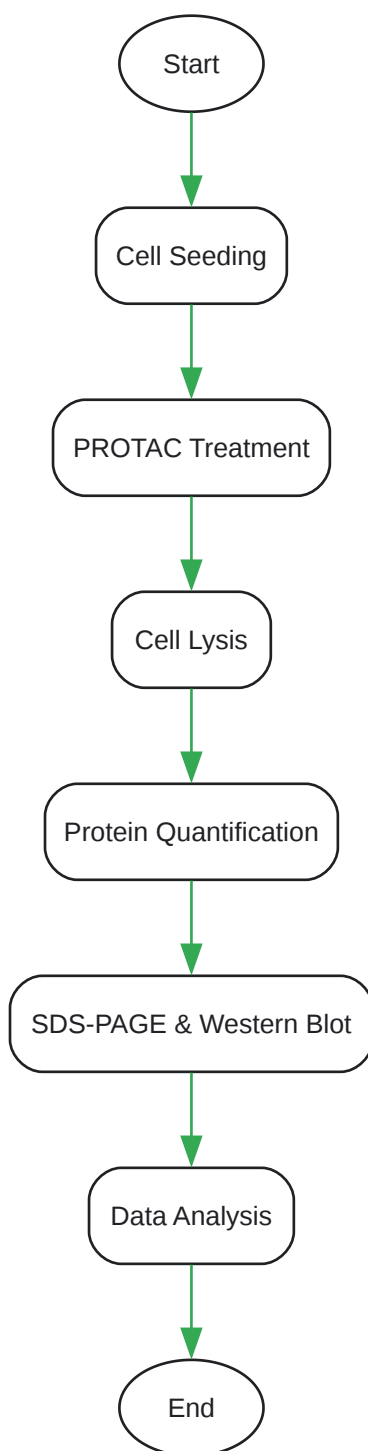 Start
Cell Seeding
PROTAC Treatment
Cell Lysis
Protein Quantification
SDS-PAGE & Western Blot
Data Analysis
End